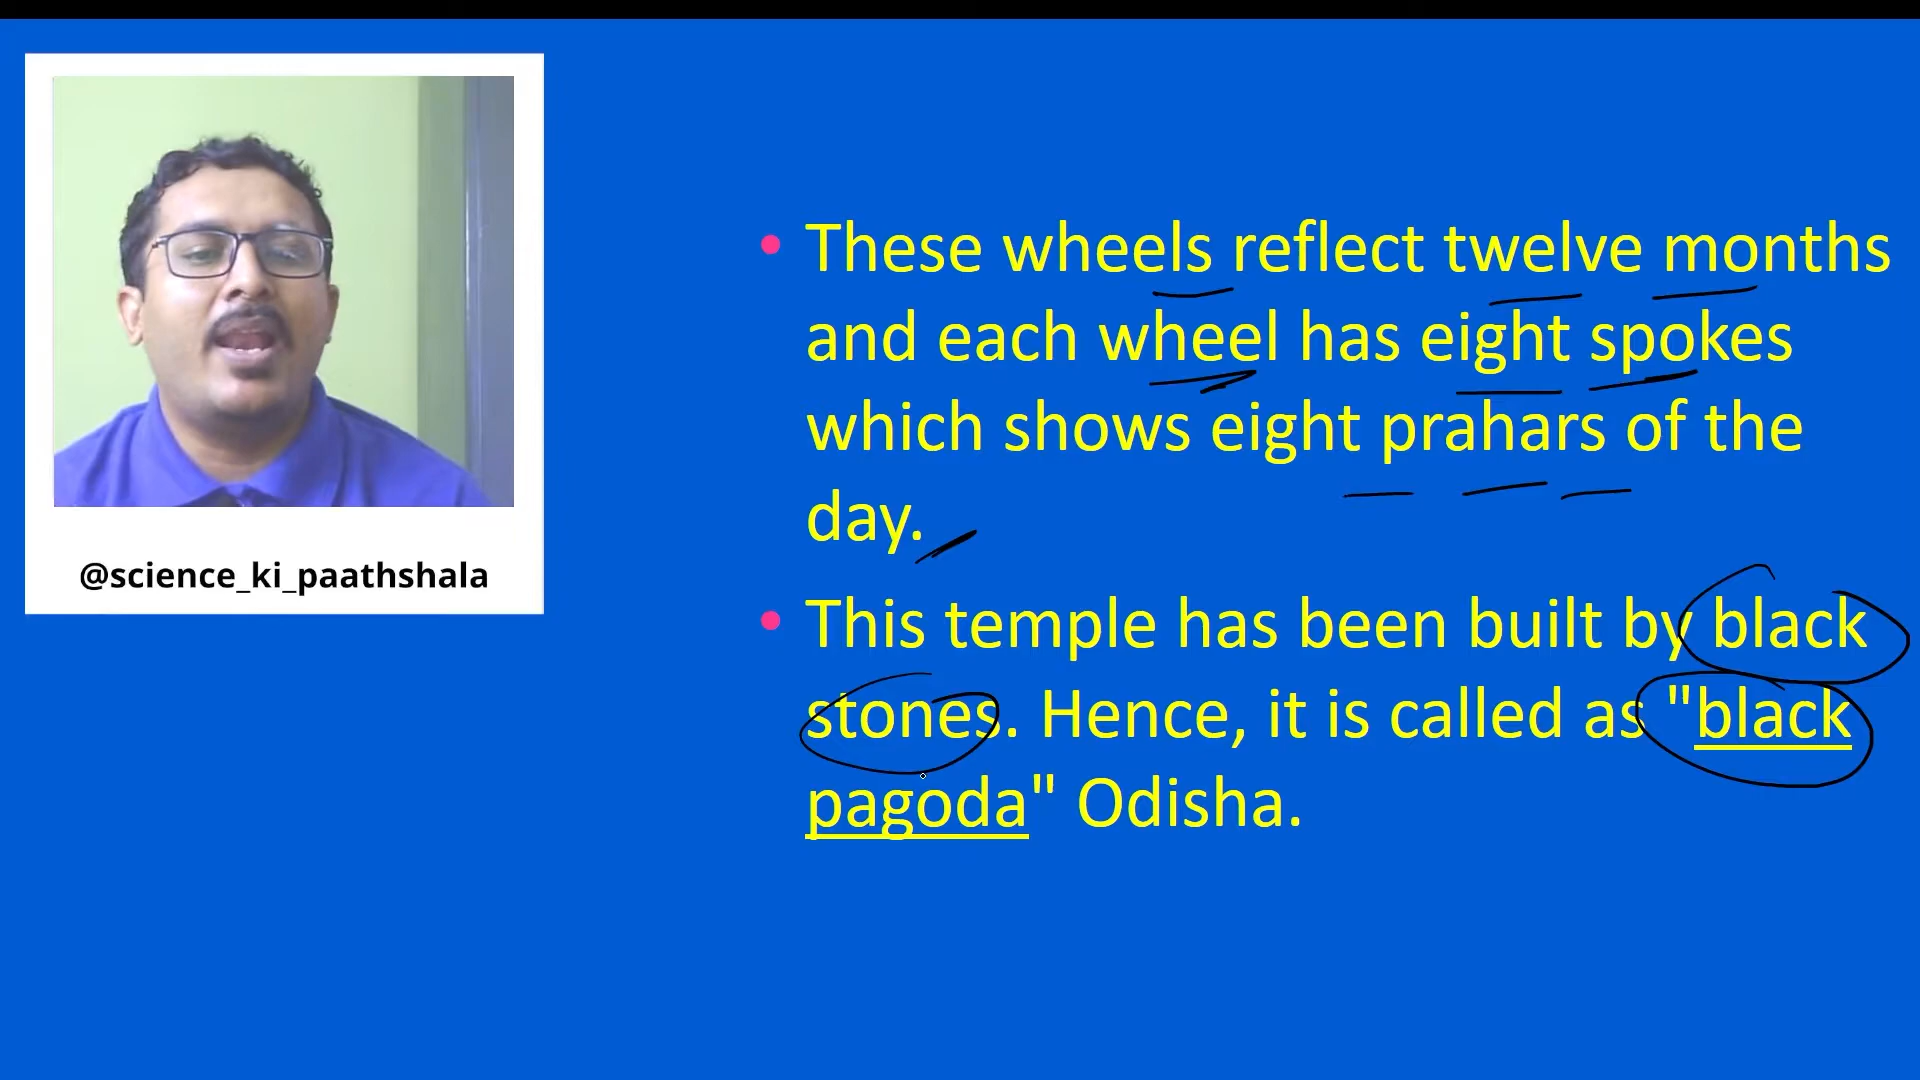 @science_ki_paathshala
• These wheels reflect twelve months
and each wheel has eight spokes
which shows eight prahars of the
day.
• This temple has been built by black
stones. Hence, it is called as "black
pagoda" Odisha.